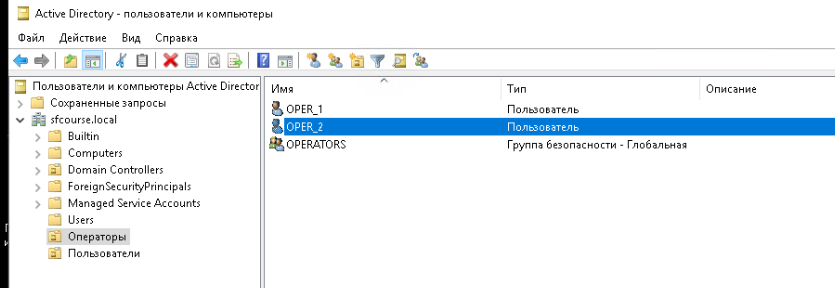 Active Directory - пользователи и компьютеры
Файл Действие Вид Справка
Пользователи и компьютеры Active Director
Сохраненные запросы
sfcourse.local
Builtin
Computers
Domain Controllers
ForeignSecurityPrincipals
Managed Service Accounts
Users
Операторы
Пользователи
Имя Тип Описание
OPER_1 Пользователь
OPER_2 Пользователь
OPERATORS Группа безопасности - Глобальная